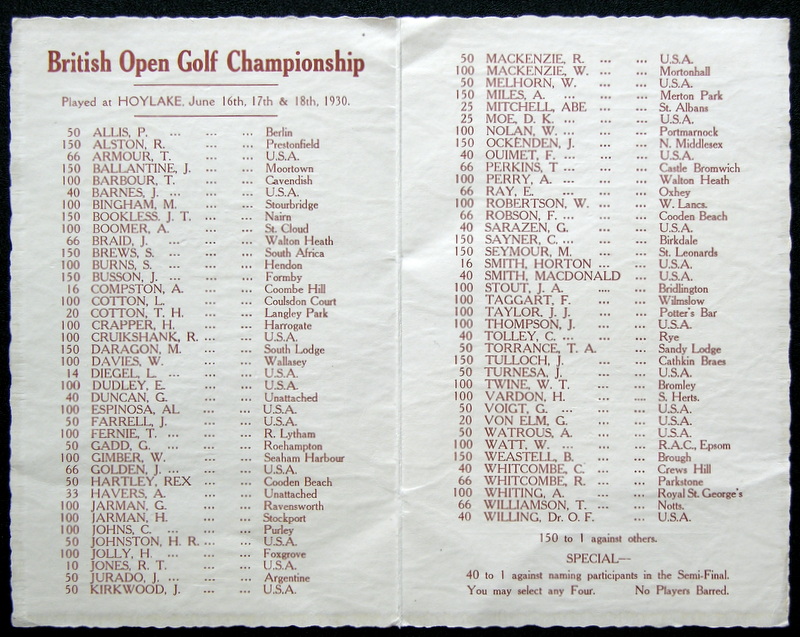 British Open Golf Championship
Played at HOYLAKE, June 16th, 17th & 18th, 1930.
50 ALLIS, P. ... ... ... Berlin
150 ALSTON, R. ... ... Prestonfield
66 ARMOUR, T. ... ... U.S.A.
150 BALLANTINE, J. ... ... Moortown
100 BARBOUR, T. ... ... Cavendish
40 BARNES, J. ... ... ... U.S.A.
100 BINGHAM, M. ... ... Stourbridge
150 BOOKLESS, J. T. ... ... Nairn
100 BOOMER, A. ... ... St. Cloud
66 BRAID, J. ... ... ... Walton Heath
150 BREWS, S. ... ... ... South Africa
100 BURNS, S. ... ... ... Hendon
150 BUSSON, J. ... ... ... Formby
16 COMPSTON, A. ... ... Coombe Hill
100 COTTON, L. ... ... Coulsdon Court
20 COTTON, T. H. ... ... Langley Park
100 CRAPPER, H. ... ... Harrogate
100 CRUIKSHANK, R. ... U.S.A.
150 DARAGON, M. ... ... South Lodge
100 DAVIES, W. ... ... Wallasey
14 DIEGEL, L. ... ... ... U.S.A.
100 DUDLEY, E. ... ... U.S.A.
40 DUNCAN, G. ... ... Unattached
100 ESPINOSA, AL ... ... U.S.A.
50 FARRELL, J. ... ... U.S.A.
100 FERNIE, T. ... ... ... R. Lytham
50 GADD, G. ... ... ... Roehampton
100 GIMBER, W. ... ... Seaham Harbour
66 GOLDEN, J. ... ... ... U.S.A.
50 HARTLEY, REX ... ... Cooden Beach
33 HAVERS, A. ... ... Unattached
100 JARMAN, G. ... ... Ravensworth
100 JARMAN, H. ... ... Stockport
100 JOHNS, C. ... ... ... Purley
50 JOHNSTON, H. R. ... ... U.S.A.
100 JOLLY, H. ... ... ... Foxgrove
10 JONES, R. T. ... ... U.S.A.
50 JURADO, J. ... ... ... Argentine
50 KIRKWOOD, J. ... ... U.S.A.
50 MACKENZIE, R. ... ... U.S.A.
100 MACKENZIE, W. ... ... Mortonhall
50 MELHORN, W. ... ... U.S.A.
150 MILES, A. ... ... Merton Park
25 MITCHELL, ABE ... ... St. Albans
25 MOE, D. K. ... ... ... U.S.A.
100 NOLAN, W. ... ... ... Portmarnock
150 OCKENDEN, J. ... ... N. Middlesex
40 OUIMET, F. ... ... ... U.S.A.
66 PERKINS, T. ... ... ... Castle Bromwich
100 PERRY, A. ... ... ... Walton Heath
66 RAY, E. ... ... ... Oxhey
100 ROBERTSON, W. ... ... W. Lancs.
66 ROBSON, F. ... ... ... Cooden Beach
40 SARAZEN, G. ... ... U.S.A.
150 SAYNER, C. ... ... ... Birkdale
150 SEYMOUR, M. ... ... St. Leonards
16 SMITH, HORTON ... ... U.S.A.
40 SMITH, MACDONALD ... U.S.A.
100 STOUT, J. A. .... ... Bridlington
100 TAGGART, F. ... ... Wilmslow
100 TAYLOR, J. J. ... ... Potter's Bar
100 THOMPSON, J. ... ... U.S.A.
40 TOLLEY, C. ... ... ... Rye
50 TORRANCE, T. A. ... Sandy Lodge
150 TULLOCH, J. ... ... Cathkin Braes
50 TURNESA, J. ... ... U.S.A.
100 TWINE, W. T. ... ... Bromley
100 VARDON, H. ... .... S. Herts.
50 VOIGT, G. ... ... ... U.S.A.
20 VON ELM, G. ... ... U.S.A.
50 WATROUS, A. ... ... U.S.A.
100 WATT, W. ... ... ... R.A.C., Epsom
150 WEASTELL, B. ... ... Brough
40 WHITCOMBE, C. ... ... Crews Hill
66 WHITCOMBE, R. ... ... Parkstone
100 WHITING, A. ... ... Royal St. George's
66 WILLIAMSON, T. ... ... Notts.
40 WILLING, Dr. O. F. ... U.S.A.
150 to 1 against others.
SPECIAL—
40 to 1 against naming participants in the Semi-Final.
You may select any Four. No Players Barred.